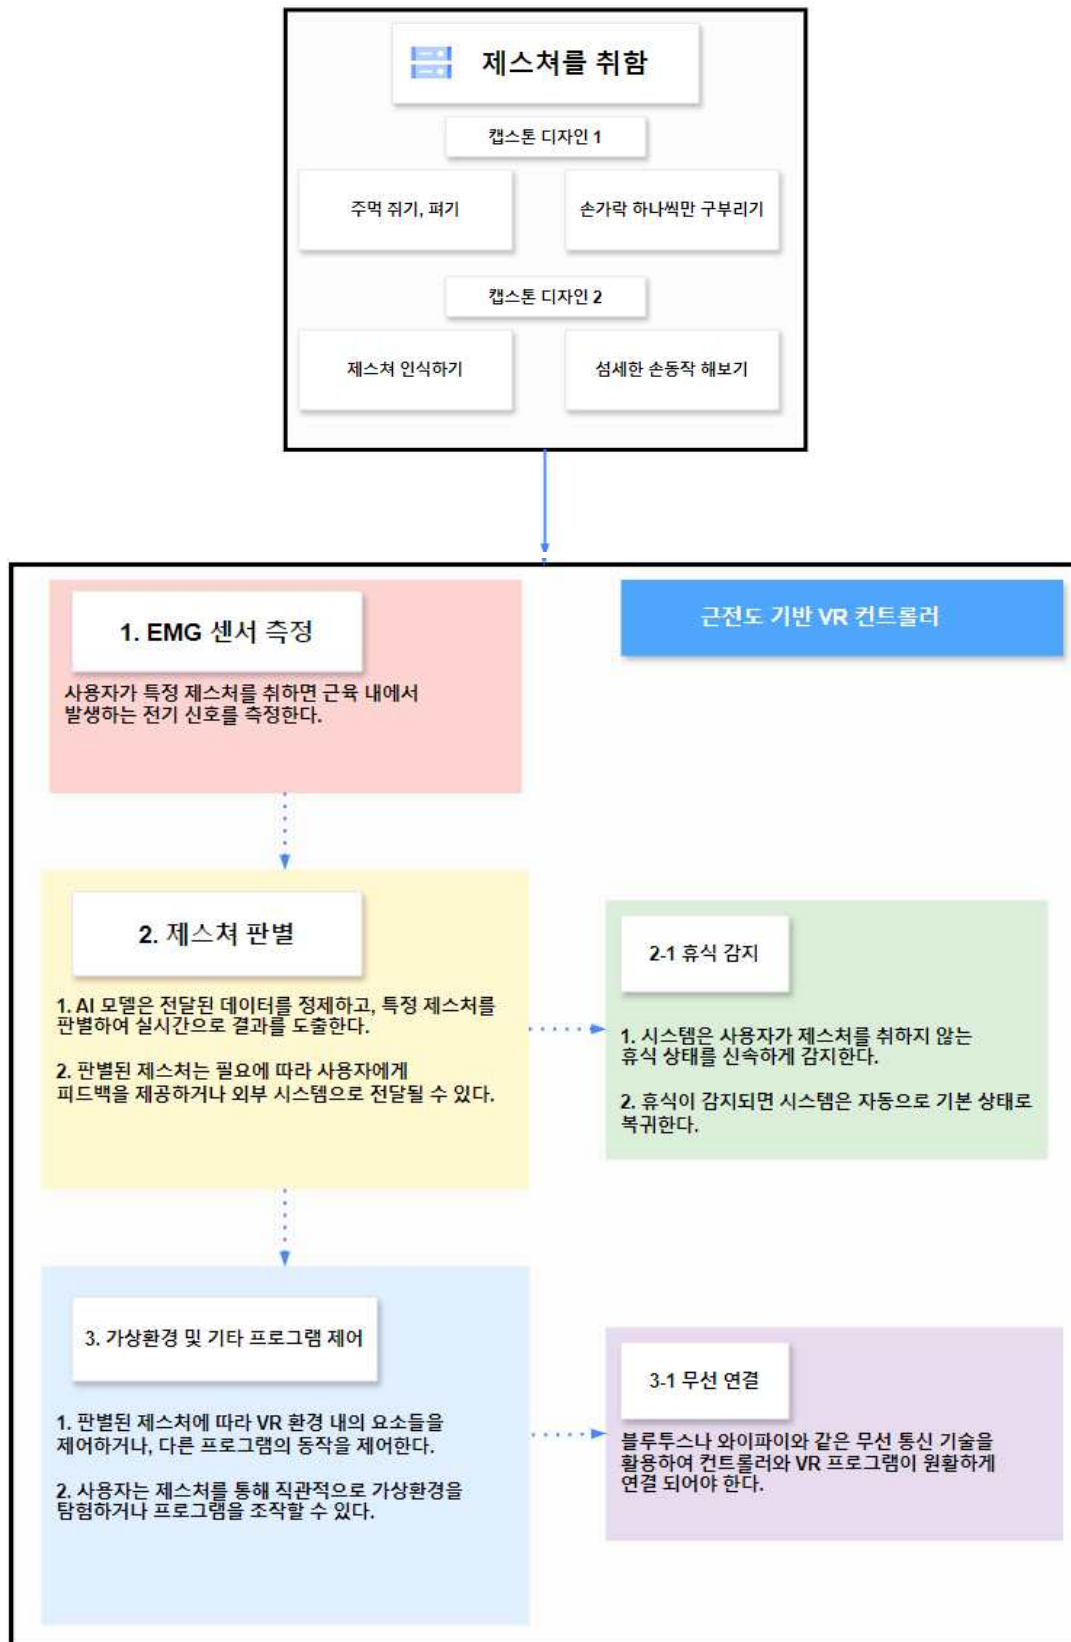 제스쳐를 취함
캡스톤 디자인 1
주먹 쥐기, 펴기
손가락 하나씩만 구부리기
캡스톤 디자인 2
제스쳐 인식하기
섬세한 손동작 해보기
1. EMG 센서 측정
사용자가 특정 제스처를 취하면 근육 내에서
발생하는 전기 신호를 측정한다.
근전도 기반 VR 컨트롤러
2. 제스쳐 판별
1. AI 모델은 전달된 데이터를 정제하고, 특정 제스처를
판별하여 실시간으로 결과를 도출한다.
2. 판별된 제스처는 필요에 따라 사용자에게
피드백을 제공하거나 외부 시스템으로 전달될 수 있다.
2-1 휴식 감지
1. 시스템은 사용자가 제스처를 취하지 않는
휴식 상태를 신속하게 감지한다.
2. 휴식이 감지되면 시스템은 자동으로 기본 상태로
복귀한다.
3. 가상환경 및 기타 프로그램 제어
1. 판별된 제스처에 따라 VR 환경 내의 요소들을
제어하거나, 다른 프로그램의 동작을 제어한다.
2. 사용자는 제스처를 통해 직관적으로 가상환경을
탐험하거나 프로그램을 조작할 수 있다.
3-1 무선 연결
블루투스나 와이파이와 같은 무선 통신 기술을
활용하여 컨트롤러와 VR 프로그램이 원활하게
연결 되어야 한다.